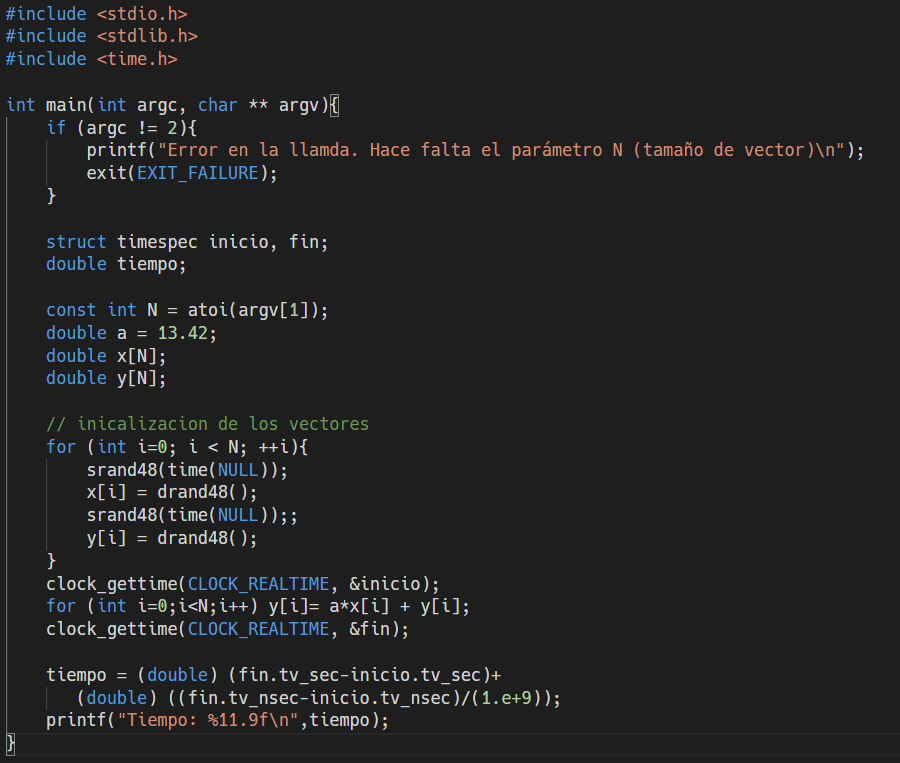 #include <stdio.h>
#include <stdlib.h>
#include <time.h>
int main(int argc, char ** argv){
if (argc != 2){
printf("Error en la llamda. Hace falta el parámetro N (tamaño de vector)\n");
exit(EXIT_FAILURE);
}
struct timespec inicio, fin;
double tiempo;
const int N = atoi(argv[1]);
double a = 13.42;
double x[N];
double y[N];
// inicalizacion de los vectores
for (int i=0; i < N; ++i){
srand48(time(NULL));
x[i] = drand48();
srand48(time(NULL));;
y[i] = drand48();
}
clock_gettime(CLOCK_REALTIME, &inicio);
for (int i=0;i<N;i++) y[i]= a*x[i] + y[i];
clock_gettime(CLOCK_REALTIME, &fin);
tiempo = (double) (fin.tv_sec-inicio.tv_sec)+
(double) ((fin.tv_nsec-inicio.tv_nsec)/(1.e+9));
printf("Tiempo: %11.9f\n",tiempo);
}